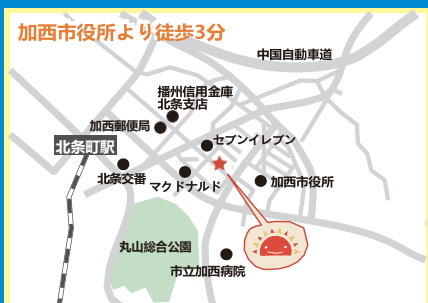 加西市役所より徒歩3分
中国自動車道
播州信用金庫
北条支店
加西郵便局
セブンイレブン
北条町駅
北条交番
マクドナルド
加西市役所
丸山総合公園
市立加西病院